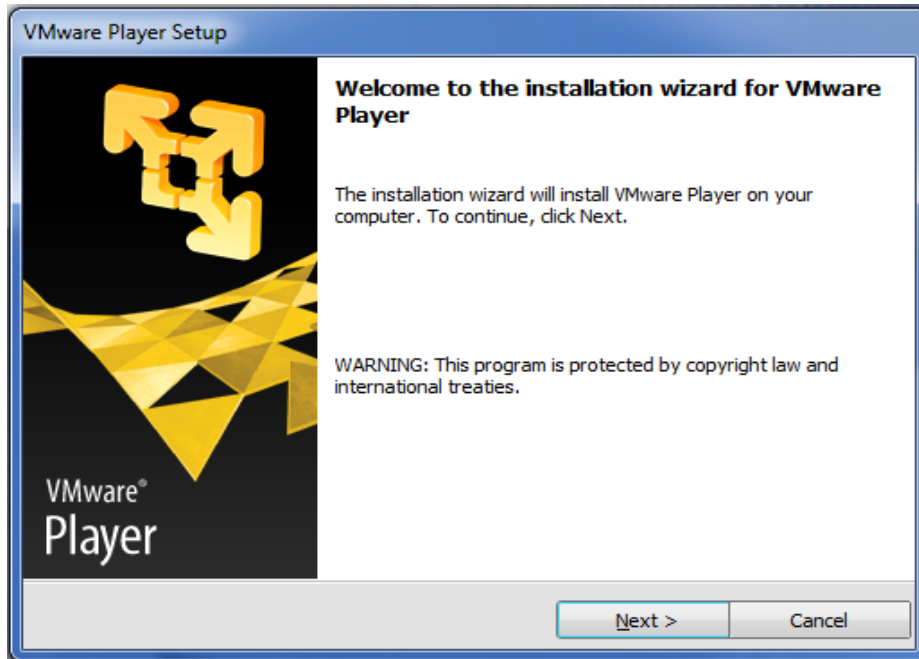 VMware Player Setup
Welcome to the installation wizard for VMware
Player
The installation wizard will install VMware Player on your
computer. To continue, click Next.
WARNING: This program is protected by copyright law and
international treaties.
VMware®
Player
Next >
Cancel